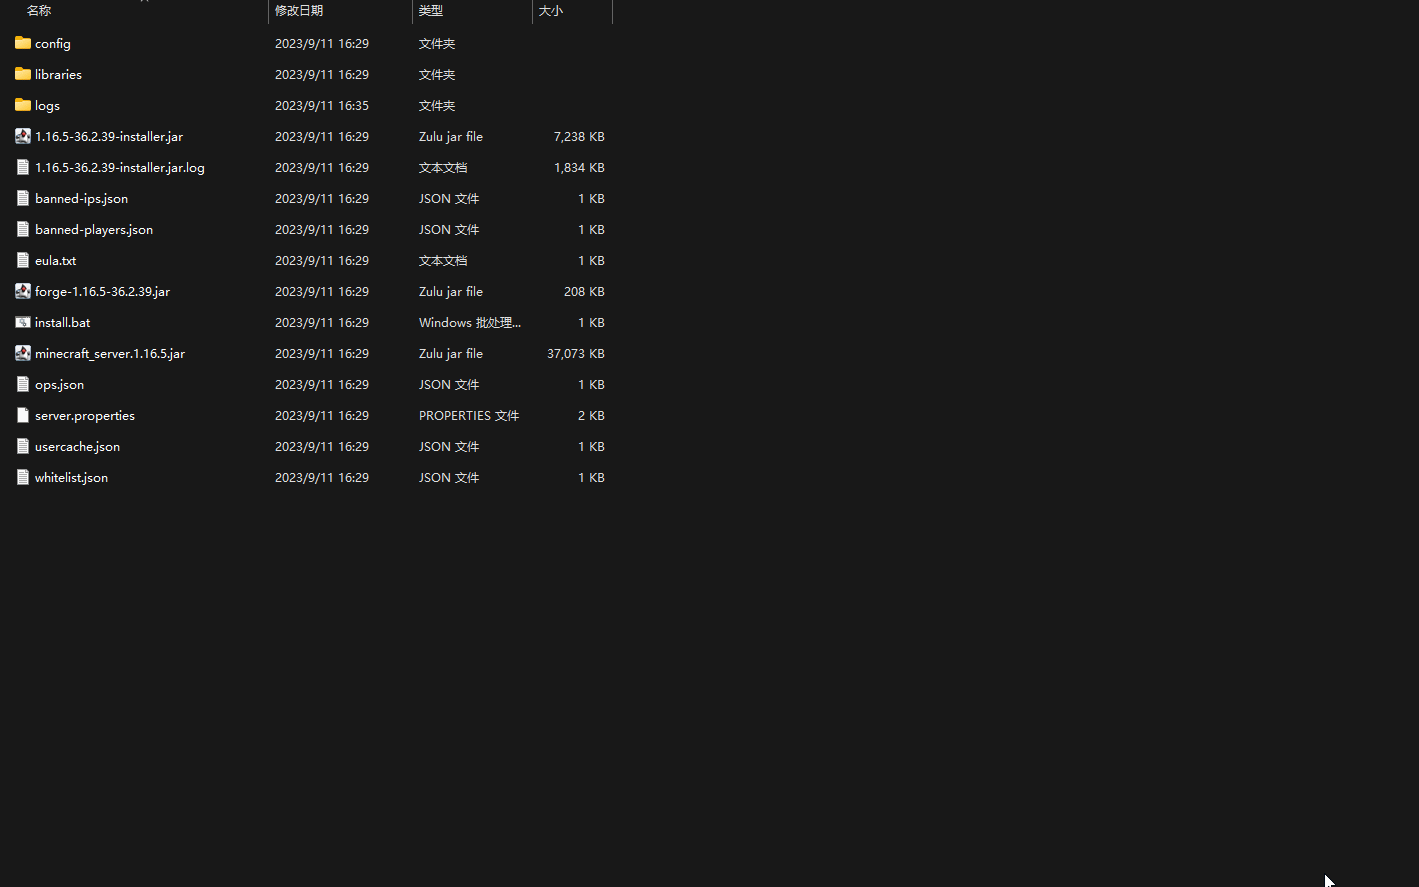 名称 修改日期 类型 大小
config 2023/9/11 16:29 文件夹
libraries 2023/9/11 16:29 文件夹
logs 2023/9/11 16:35 文件夹
1.16.5-36.2.39-installer.jar 2023/9/11 16:29 Zulu jar file 7,238 KB
1.16.5-36.2.39-installer.jar.log 2023/9/11 16:29 文本文档 1,834 KB
banned-ips.json 2023/9/11 16:29 JSON 文件 1 KB
banned-players.json 2023/9/11 16:29 JSON 文件 1 KB
eula.txt 2023/9/11 16:29 文本文档 1 KB
forge-1.16.5-36.2.39.jar 2023/9/11 16:29 Zulu jar file 208 KB
install.bat 2023/9/11 16:29 Windows 批处理... 1 KB
minecraft_server.1.16.5.jar 2023/9/11 16:29 Zulu jar file 37,073 KB
ops.json 2023/9/11 16:29 JSON 文件 1 KB
server.properties 2023/9/11 16:29 PROPERTIES 文件 2 KB
usercache.json 2023/9/11 16:29 JSON 文件 1 KB
whitelist.json 2023/9/11 16:29 JSON 文件 1 KB